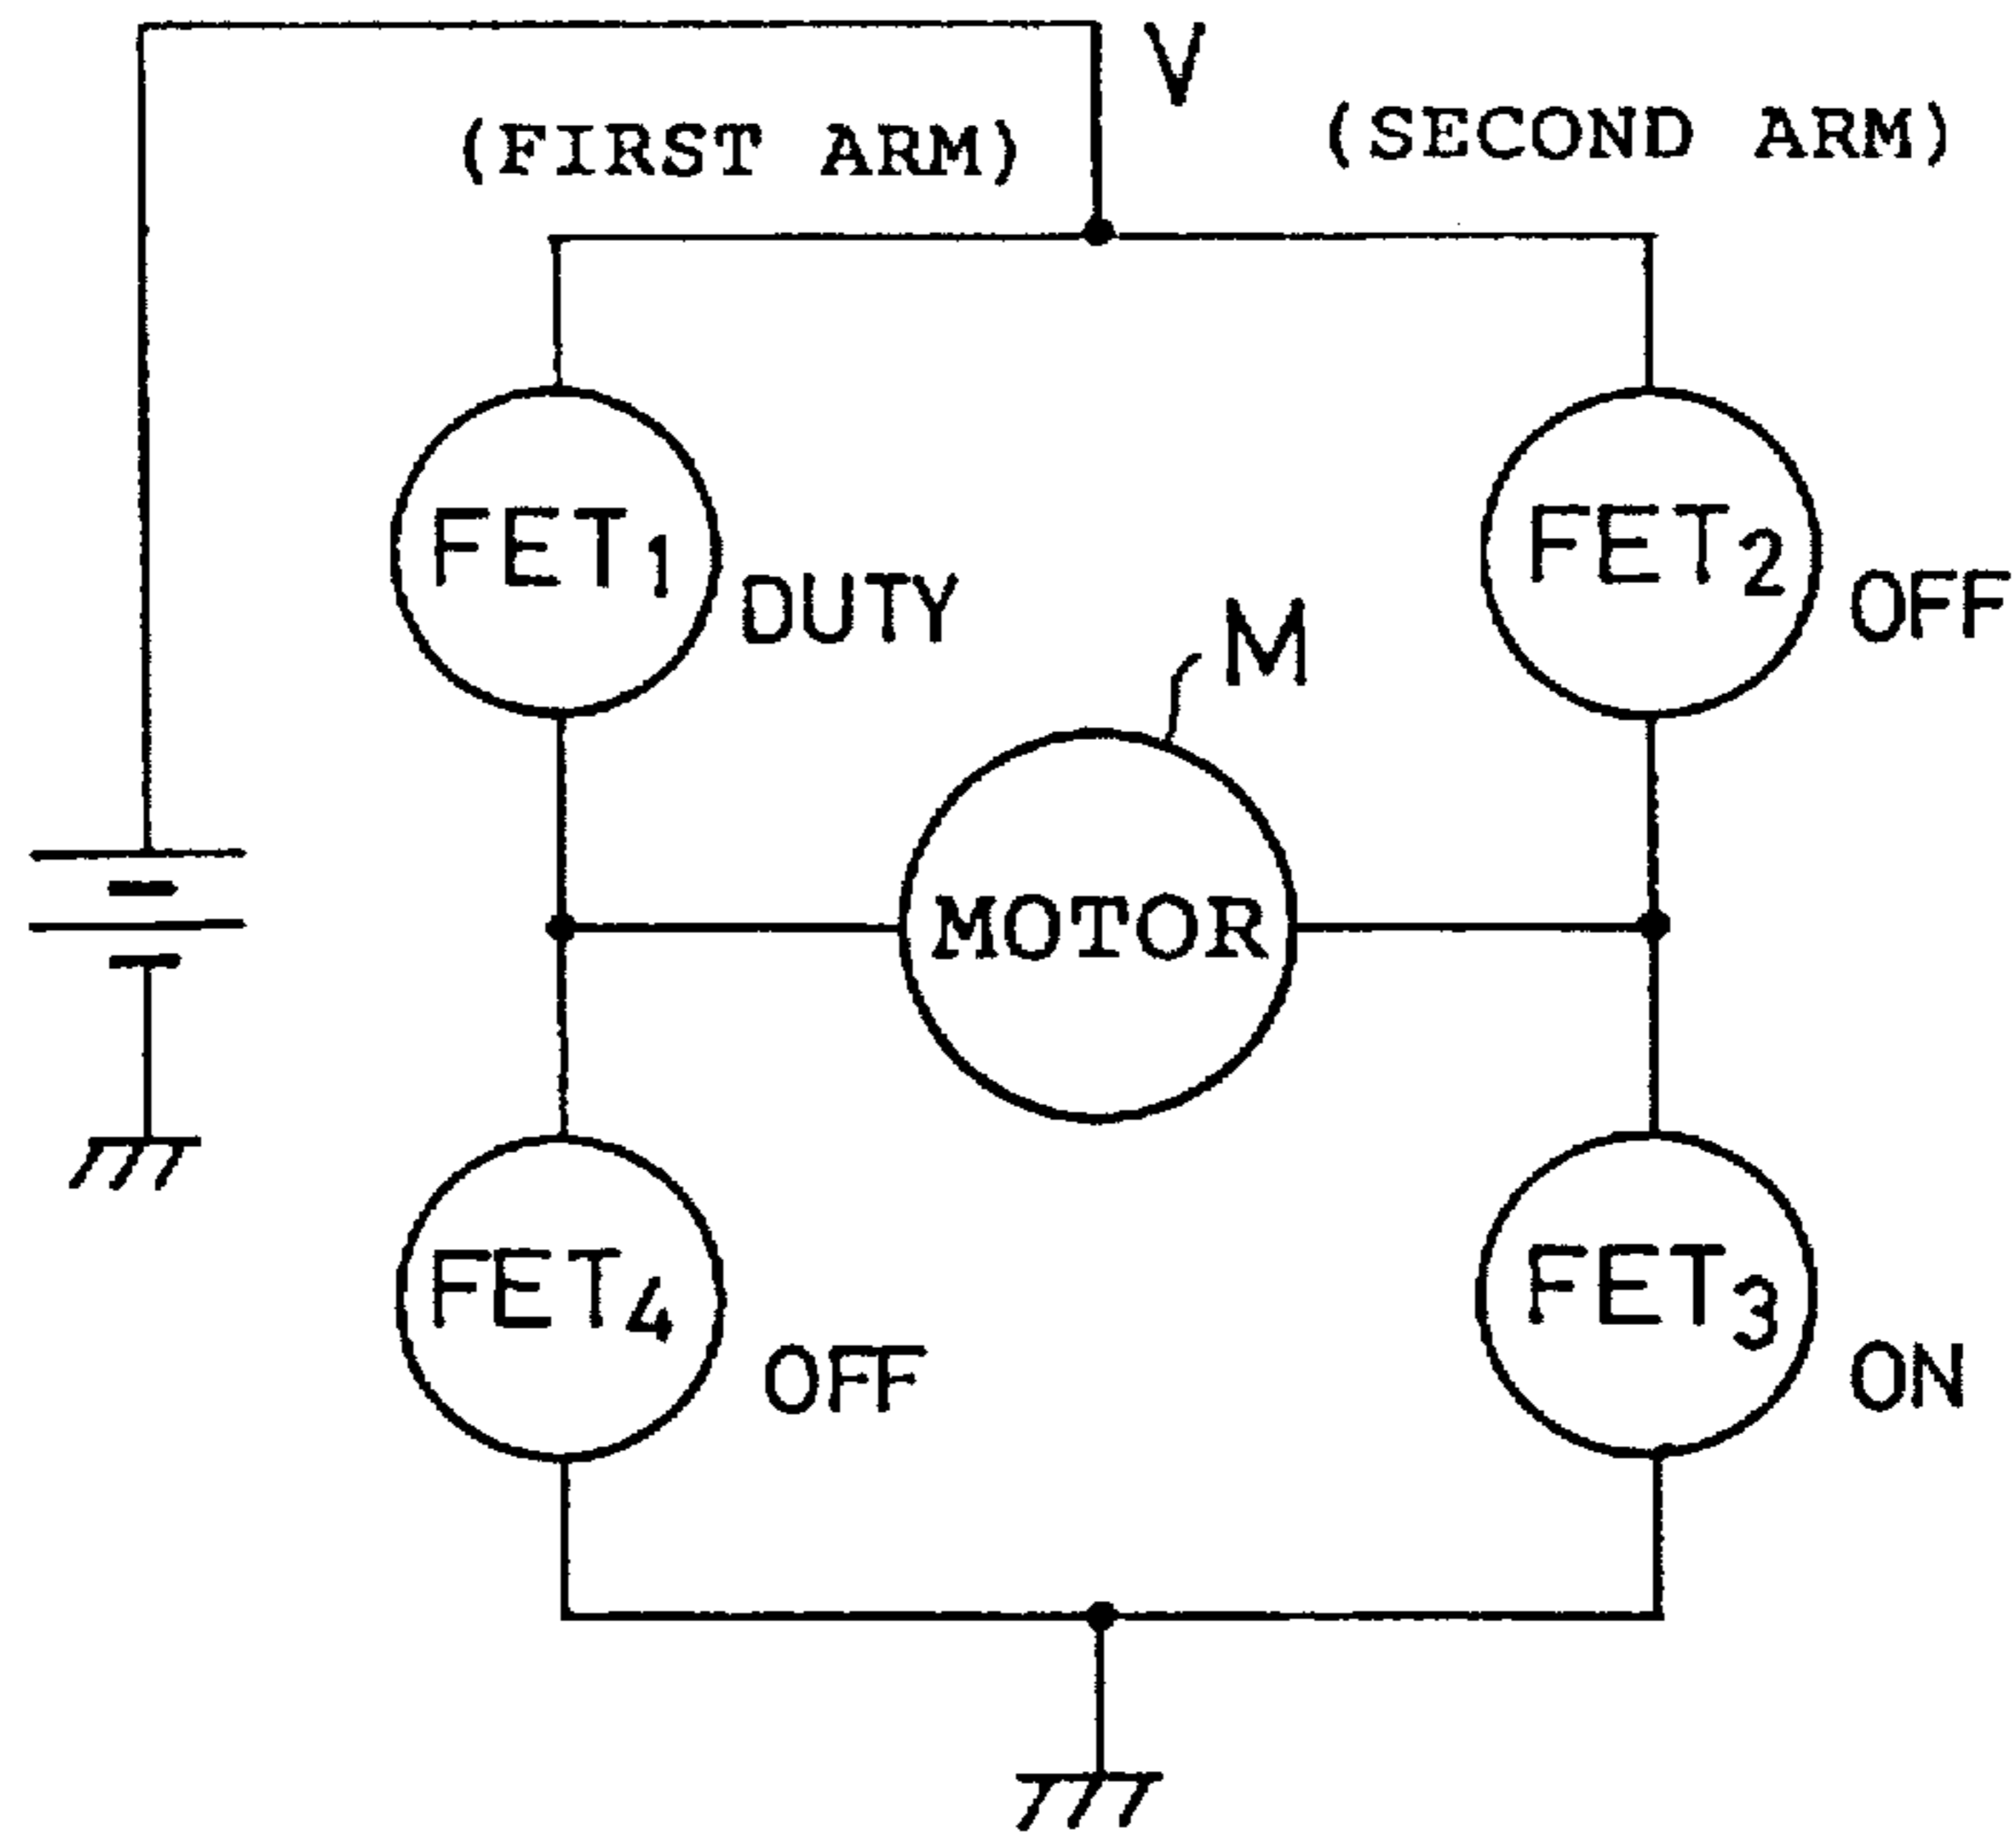 V
(FIRST ARM)
(SECOND ARM)
FET1
DUTY
FET2
OFF
M
MOTOR
FET4
OFF
FET3
ON